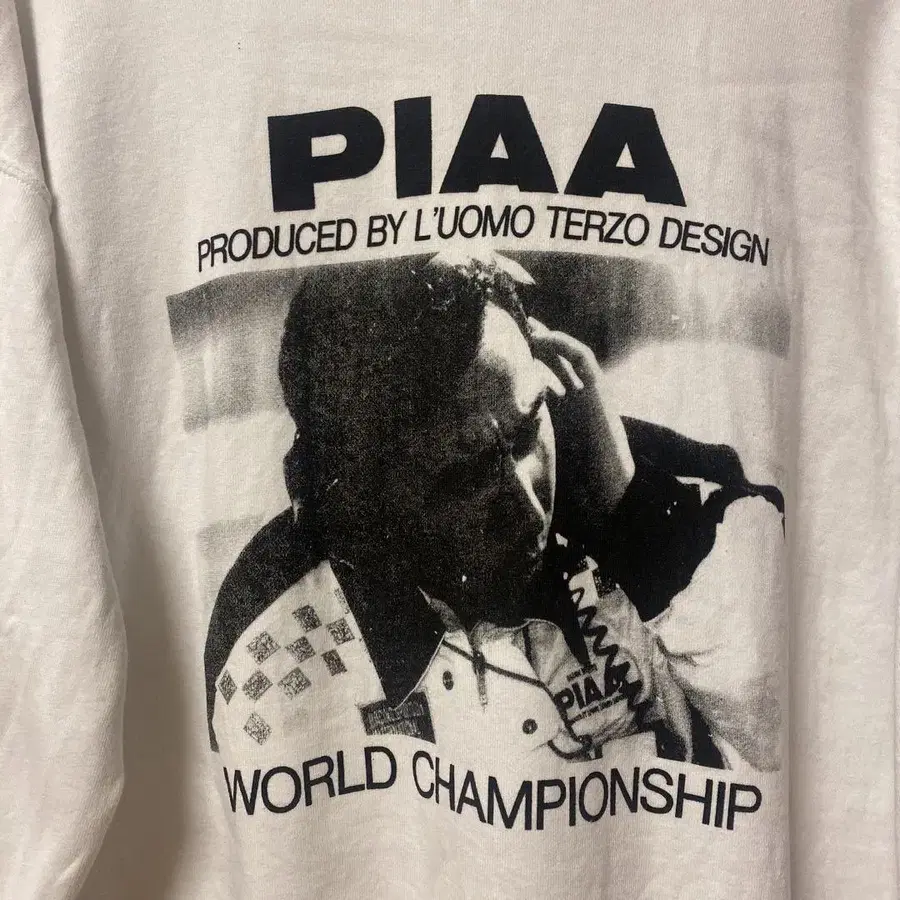 PIAA
PRODUCED BY L'UOMO TERZO DESIGN
PIAA
WORLD CHAMPIONSHIP